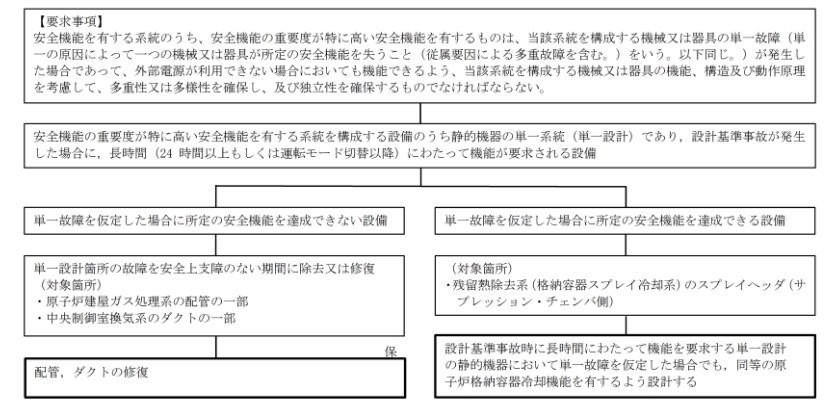 【要求事項】
安全機能を有する系統のうち、安全機能の重要度が特に高い安全機能を有するものは、当該系統を構成する機械又は器具の単一故障（単
一の原因によって一つの機械又は器具が所定の安全機能を失うこと（従属要因による多重故障を含む。）をいう。以下同じ。）が発生し
た場合であって、外部電源が利用できない場合においても機能できるよう、当該系統を構成する機械又は器具の機能、構造及び動作原理
を考慮して、多重性又は多様性を確保し、及び独立性を確保するものでなければならない。
安全機能の重要度が特に高い安全機能を有する系統を構成する設備のうち静的機器の単一系統（単一設計）であり，設計基準事故が発生
した場合に，長時間（24 時間以上もしくは運転モード切替以降）にわたって機能が要求される設備
単一故障を仮定した場合に所定の安全機能を達成できない設備
単一設計箇所の故障を安全上支障のない期間に除去又は修復
（対象箇所）
・原子炉建屋ガス処理系の配管の一部
・中央制御室換気系のダクトの一部
保
配管，ダクトの修復
単一故障を仮定した場合に所定の安全機能を達成できる設備
（対象箇所）
・残留熱除去系（格納容器スプレイ冷却系）のスプレイヘッダ（サ
プレッション・チェンバ側）
設計基準事故時に長時間にわたって機能を要求する単一設計
の静的機器において単一故障を仮定した場合でも，同等の原
子炉格納容器冷却機能を有するよう設計する